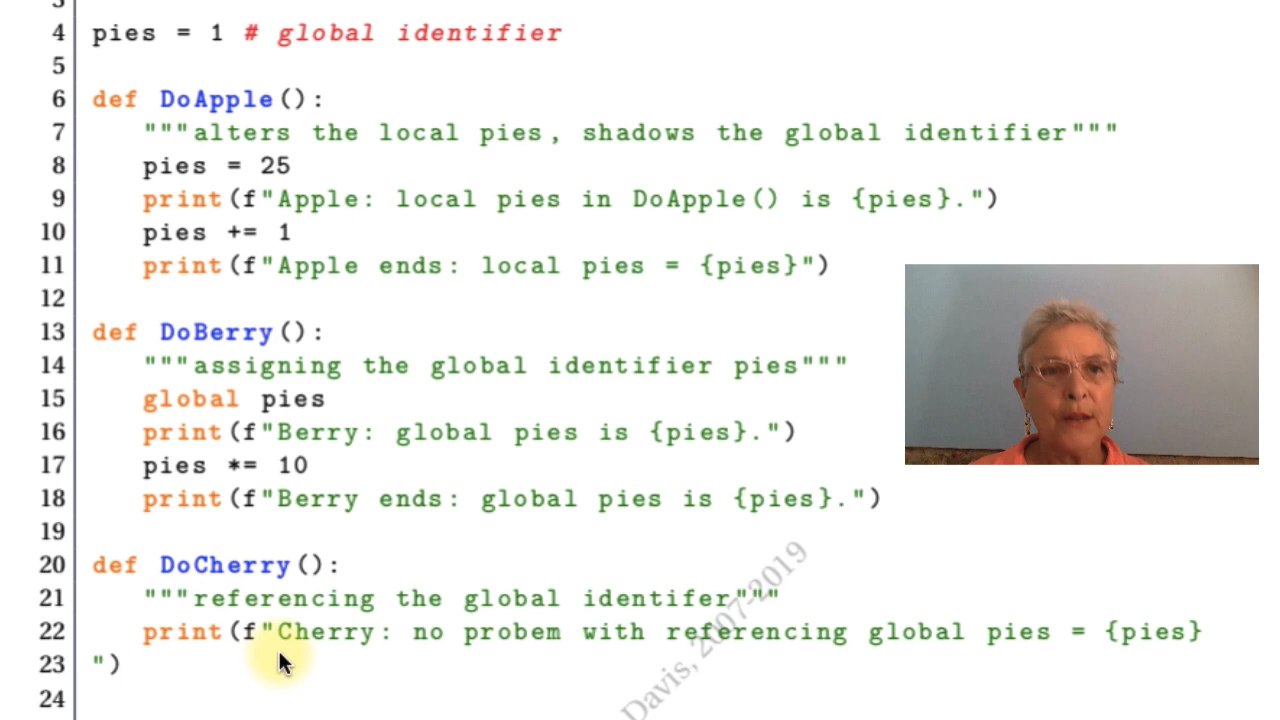 3
4 pies = 1 # global identifier
5
6 def DoApple():
7 """alters the local pies, shadows the global identifier"""
8 pies = 25
9 print(f"Apple: local pies in DoApple() is {pies}.")
10 pies += 1
11 print(f"Apple ends: local pies = {pies}")
12
13 def DoBerry():
14 """assigning the global identifier pies"""
15 global pies
16 print(f"Berry: global pies is {pies}.")
17 pies *= 10
18 print(f"Berry ends: global pies is {pies}.")
19
20 def DoCherry():
21 """referencing the global identifer"""
22 print(f"Cherry: no probem with referencing global pies = {pies}
23 ")
24
Davis, 2007-2019